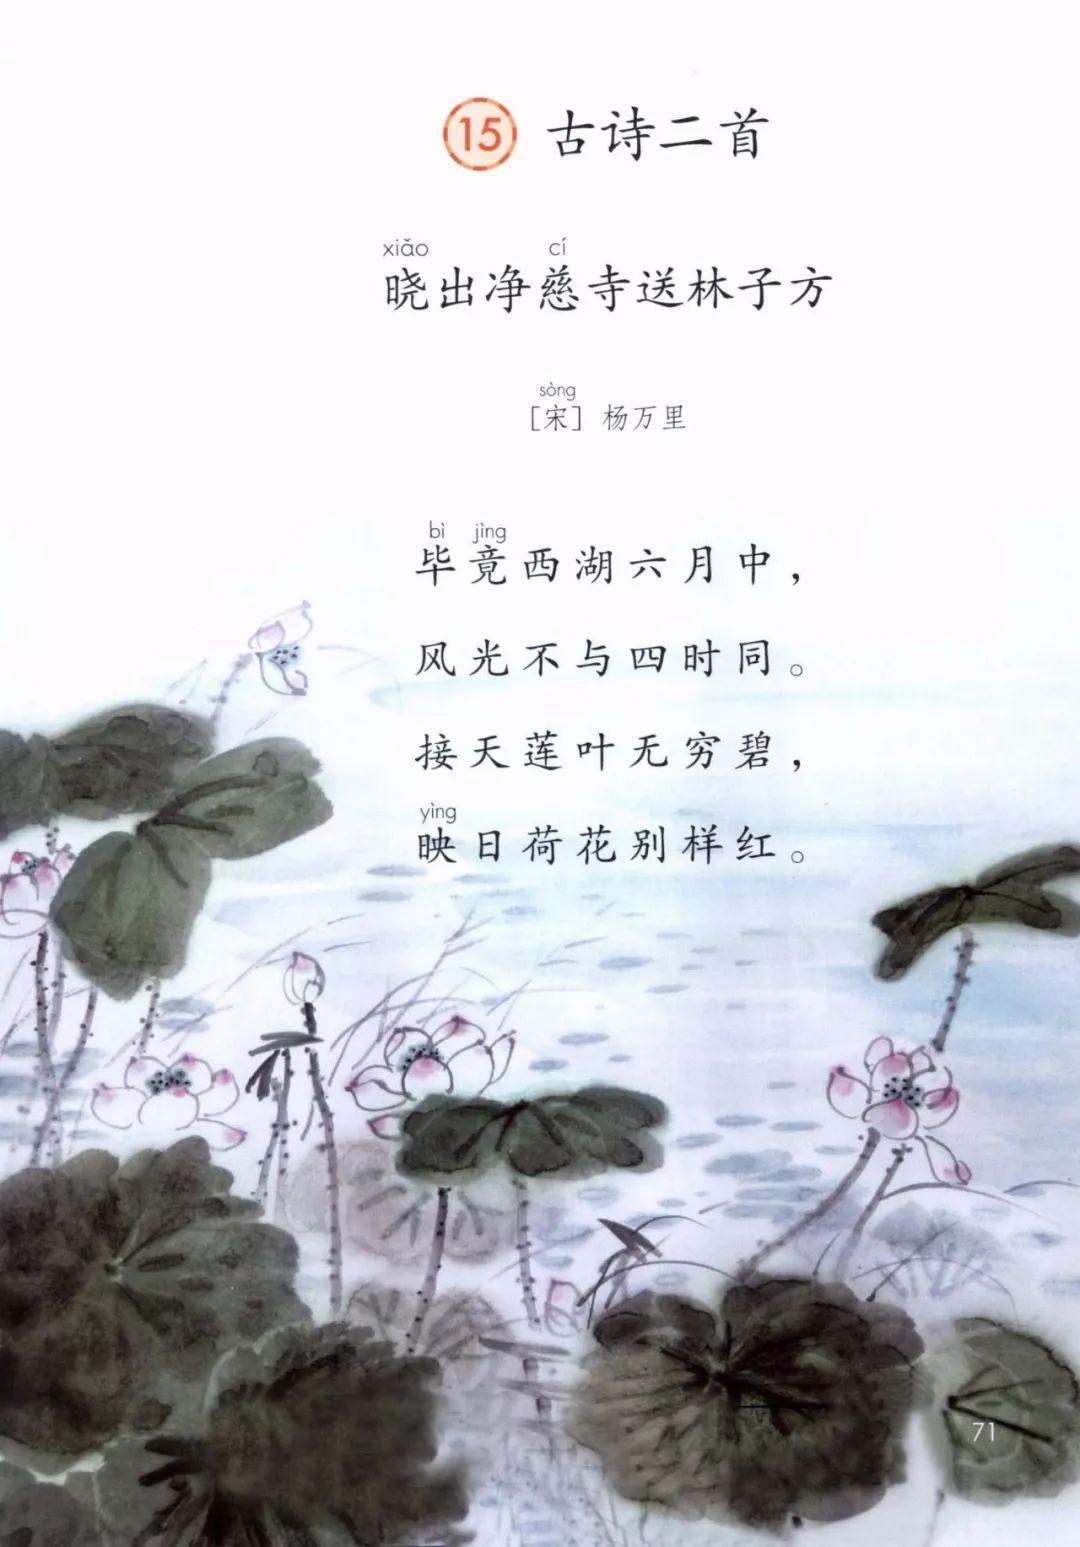 15 古诗二首
xiǎo cí
晓出净慈寺送林子方
sòng
［宋］ 杨万里
bì jìng
毕竟西湖六月中，
风光不与四时同。
接天莲叶无穷碧，
yìng
映日荷花别样红。
71